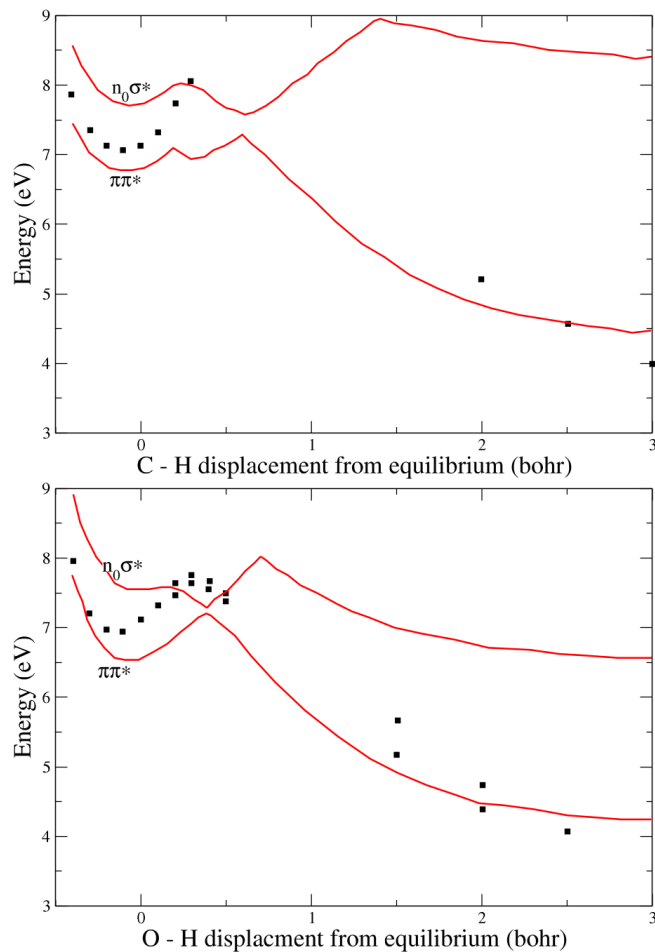 9
8
7
6
5
4
3
Energy (eV)
n₀σ*
ππ*
0
1
2
3
C - H displacement from equilibrium (bohr)
9
8
7
6
5
4
3
Energy (eV)
n₀σ*
ππ*
0
1
2
3
O - H displacment from equilibrium (bohr)